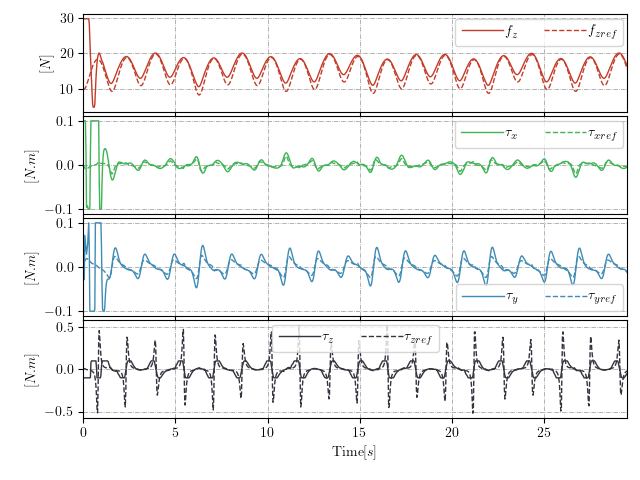 30
20
10
[N]
f_z f_zref
0.1
0.0
−0.1
[N.m]
τ_x τ_xref
0.1
0.0
−0.1
[N.m]
τ_y τ_yref
0.5
0.0
−0.5
[N.m]
τ_z τ_zref
0 5 10 15 20 25
Time[s]